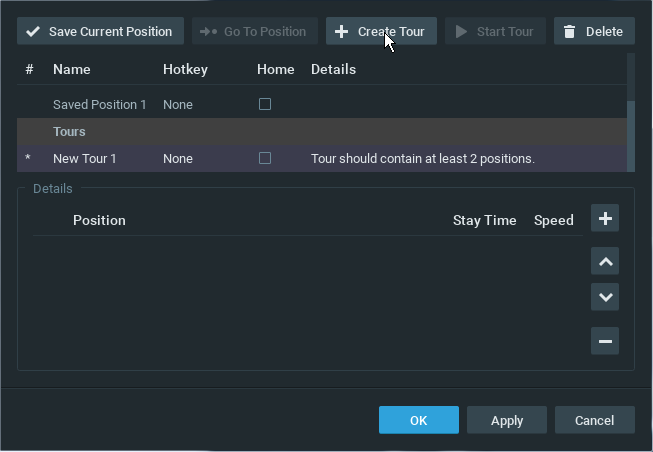 Save Current Position Go To Position Create Tour Start Tour Delete
# Name Hotkey Home Details
Saved Position 1 None
Tours
* New Tour 1 None Tour should contain at least 2 positions.
Details
Position Stay Time Speed
OK Apply Cancel